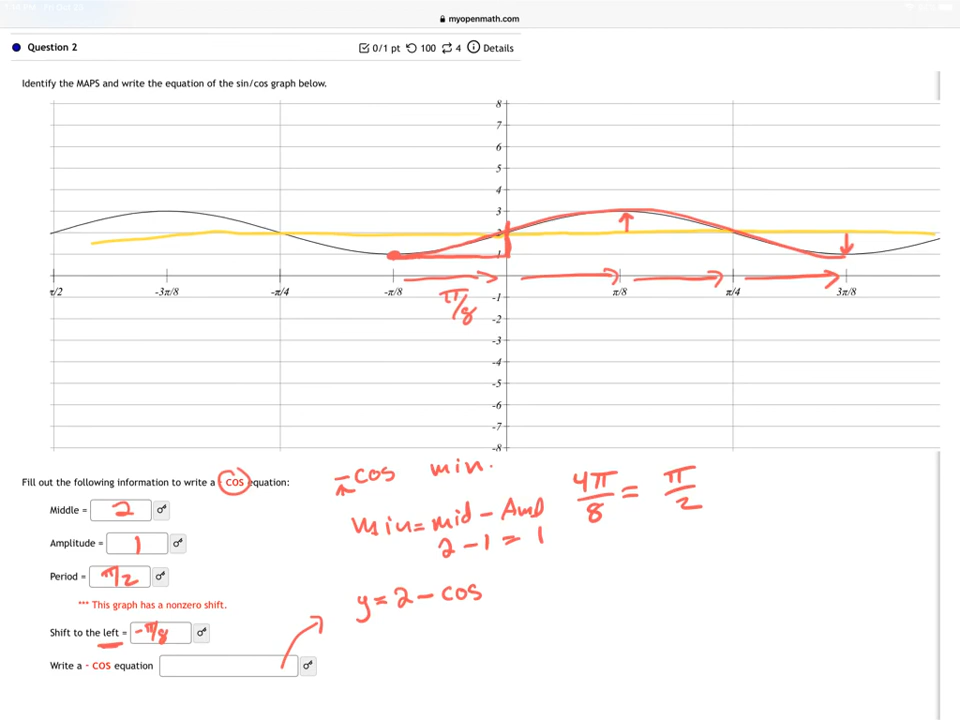 myopenmath.com
Question 2
0/1 pt 100 4 Details
Identify the MAPS and write the equation of the sin/cos graph below.
8
7
6
5
4
3
2
1
π/2 -3π/8 -π/4 -π/8 π/8 π/4 3π/8
-1
π/8
-2
-3
-4
-5
-6
-7
-8
Fill out the following information to write a COS equation:
-cos min.
Middle = 2
min = mid - Amp
4π/8 = π/2
Amplitude = 1
2 - 1 = 1
Period = π/2
y = 2 - cos
*** This graph has a nonzero shift.
Shift to the left = -π/8
Write a - COS equation